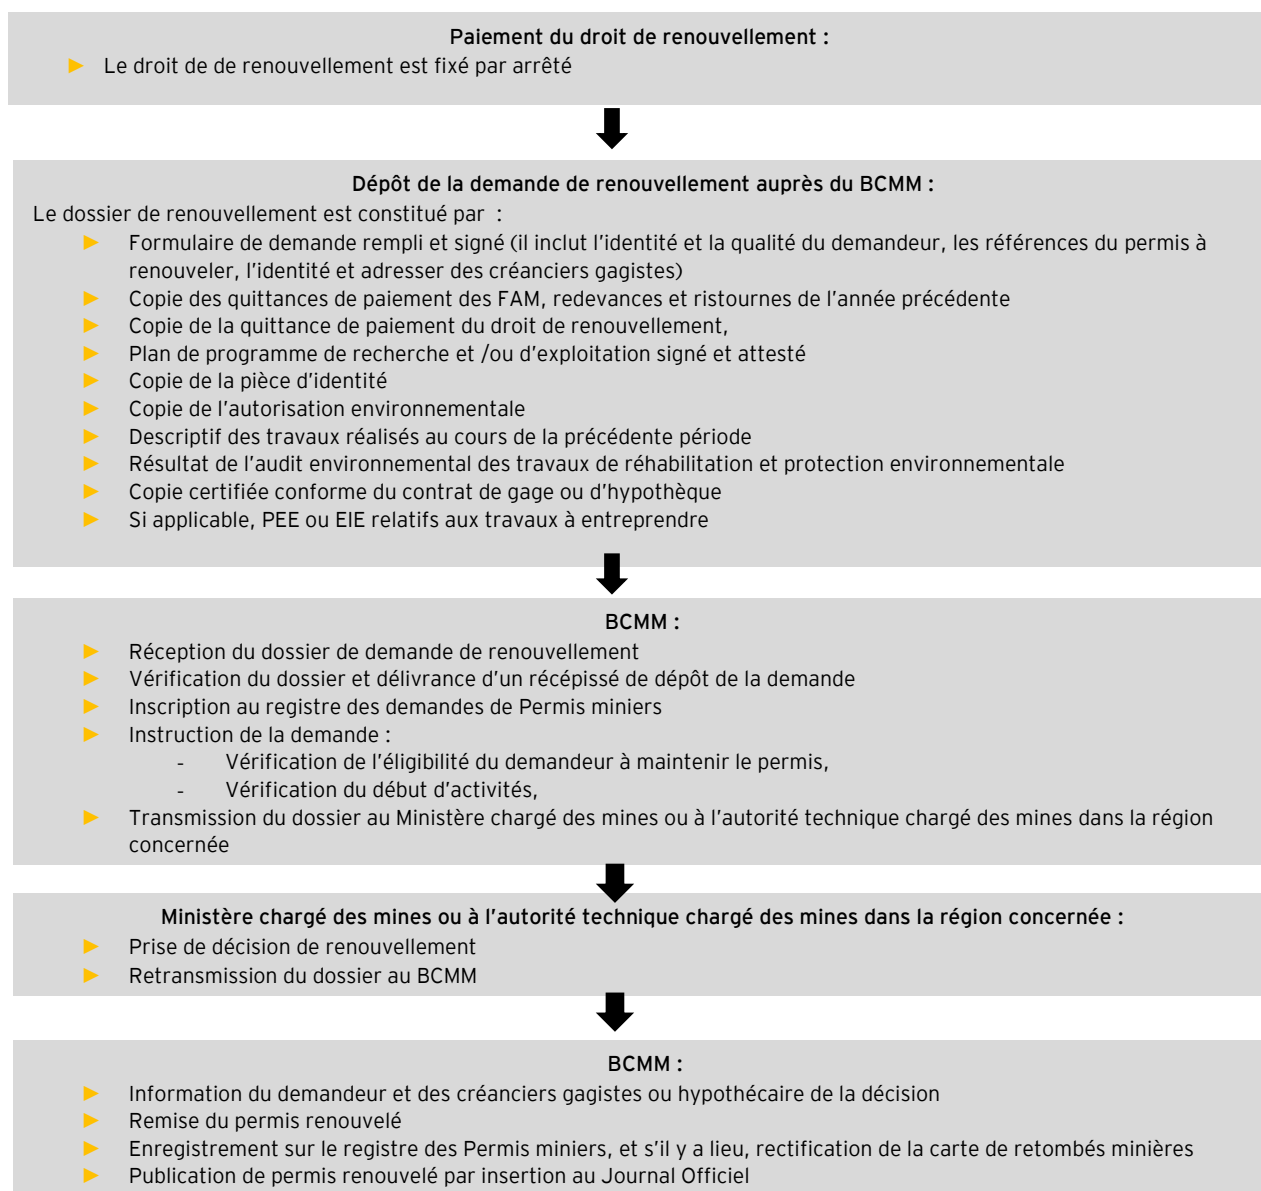 Paiement du droit de renouvellement :
► Le droit de de renouvellement est fixé par arrêté
Dépôt de la demande de renouvellement auprès du BCMM :
Le dossier de renouvellement est constitué par :
► Formulaire de demande rempli et signé (il inclut l'identité et la qualité du demandeur, les références du permis à
renouveler, l'identité et adresser des créanciers gagistes)
► Copie des quittances de paiement des FAM, redevances et ristournes de l'année précédente
► Copie de la quittance de paiement du droit de renouvellement,
► Plan de programme de recherche et /ou d'exploitation signé et attesté
► Copie de la pièce d'identité
► Copie de l'autorisation environnementale
► Descriptif des travaux réalisés au cours de la précédente période
► Résultat de l'audit environnemental des travaux de réhabilitation et protection environnementale
► Copie certifiée conforme du contrat de gage ou d'hypothèque
► Si applicable, PEE ou EIE relatifs aux travaux à entreprendre
BCMM :
► Réception du dossier de demande de renouvellement
► Vérification du dossier et délivrance d'un récépissé de dépôt de la demande
► Inscription au registre des demandes de Permis miniers
► Instruction de la demande :
- Vérification de l'éligibilité du demandeur à maintenir le permis,
- Vérification du début d'activités,
► Transmission du dossier au Ministère chargé des mines ou à l'autorité technique chargé des mines dans la région
concernée
Ministère chargé des mines ou à l'autorité technique chargé des mines dans la région concernée :
► Prise de décision de renouvellement
► Retransmission du dossier au BCMM
BCMM :
► Information du demandeur et des créanciers gagistes ou hypothécaire de la décision
► Remise du permis renouvelé
► Enregistrement sur le registre des Permis miniers, et s'il y a lieu, rectification de la carte de retombés minières
► Publication de permis renouvelé par insertion au Journal Officiel